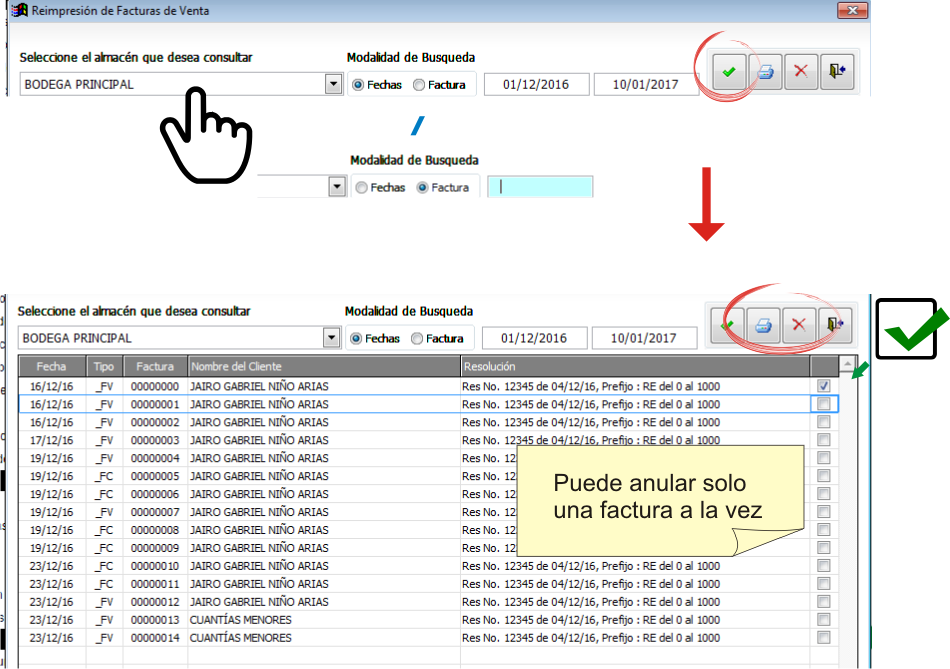 Reimpresión de Facturas de Venta
Seleccione el almacén que desea consultar
Modalidad de Busqueda
BODEGA PRINCIPAL
Fechas Factura 01/12/2016 10/01/2017
Modalidad de Busqueda
Fechas Factura
Seleccione el almacén que desea consultar
Modalidad de Busqueda
BODEGA PRINCIPAL
Fechas Factura 01/12/2016 10/01/2017
Fecha Tipo Factura Nombre del Cliente Resolución
16/12/16 _FV 00000000 JAIRO GABRIEL NIÑO ARIAS Res No. 12345 de 04/12/16, Prefijo : RE del 0 al 1000
16/12/16 _FV 00000001 JAIRO GABRIEL NIÑO ARIAS Res No. 12345 de 04/12/16, Prefijo : RE del 0 al 1000
16/12/16 _FV 00000002 JAIRO GABRIEL NIÑO ARIAS Res No. 12345 de 04/12/16, Prefijo : RE del 0 al 1000
17/12/16 _FV 00000003 JAIRO GABRIEL NIÑO ARIAS Res No. 12345 de 04/12/16, Prefijo : RE del 0 al 1000
19/12/16 _FV 00000004 JAIRO GABRIEL NIÑO ARIAS Res No. 12
19/12/16 _FC 00000005 JAIRO GABRIEL NIÑO ARIAS Res No. 12
19/12/16 _FC 00000006 JAIRO GABRIEL NIÑO ARIAS Res No. 12
19/12/16 _FV 00000007 JAIRO GABRIEL NIÑO ARIAS Res No. 12
19/12/16 _FC 00000008 JAIRO GABRIEL NIÑO ARIAS Res No. 12
19/12/16 _FC 00000009 JAIRO GABRIEL NIÑO ARIAS Res No. 12
23/12/16 _FC 00000010 JAIRO GABRIEL NIÑO ARIAS Res No. 12345 de 04/12/16, Prefijo : RE del 0 al 1000
23/12/16 _FC 00000011 JAIRO GABRIEL NIÑO ARIAS Res No. 12345 de 04/12/16, Prefijo : RE del 0 al 1000
23/12/16 _FV 00000012 JAIRO GABRIEL NIÑO ARIAS Res No. 12345 de 04/12/16, Prefijo : RE del 0 al 1000
23/12/16 _FV 00000013 CUANTÍAS MENORES Res No. 12345 de 04/12/16, Prefijo : RE del 0 al 1000
23/12/16 _FV 00000014 CUANTÍAS MENORES Res No. 12345 de 04/12/16, Prefijo : RE del 0 al 1000
Puede anular solo
una factura a la vez